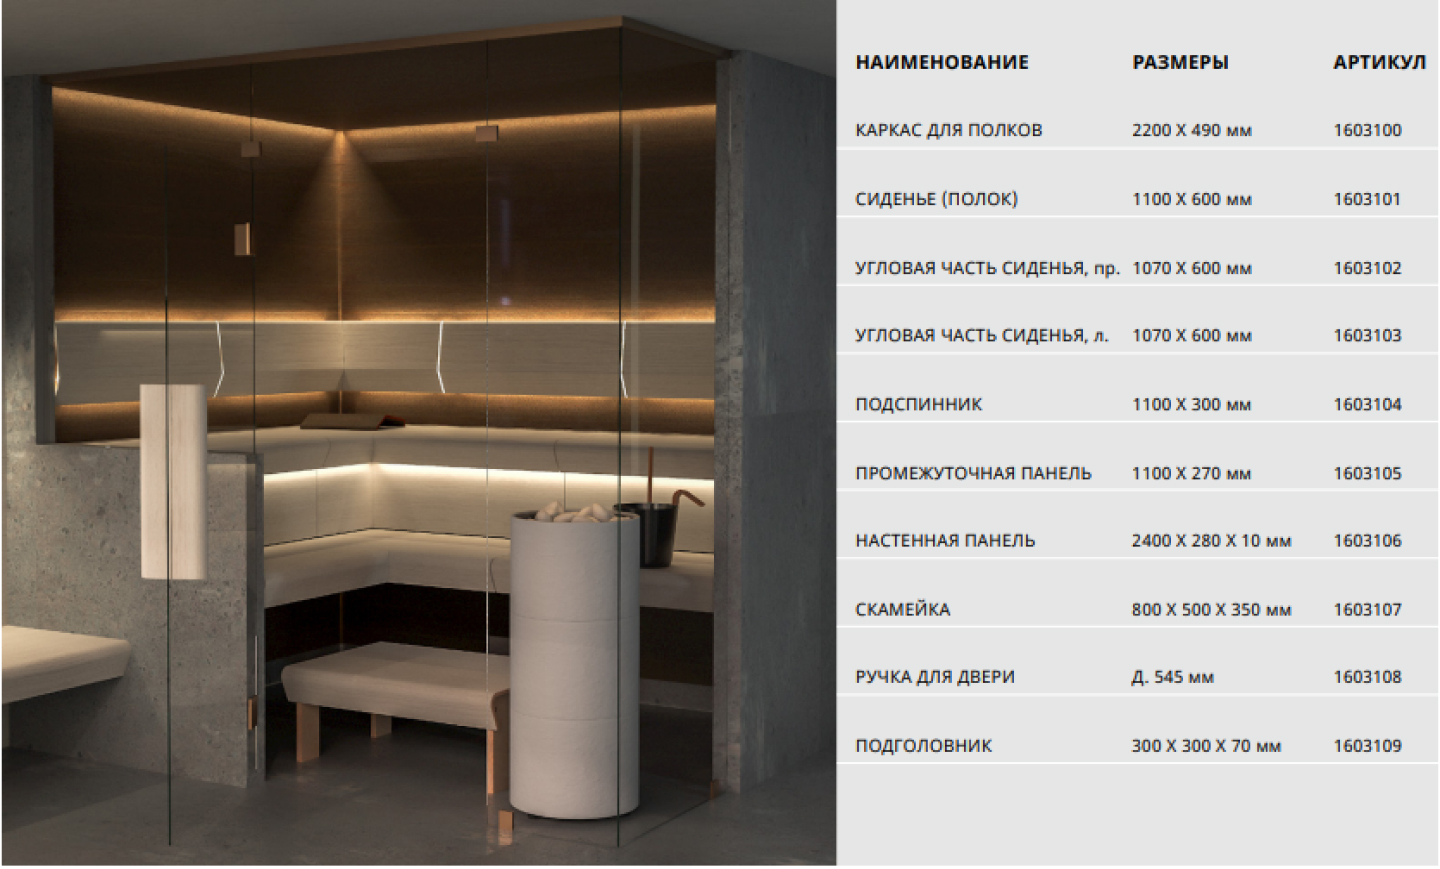 НАИМЕНОВАНИЕ РАЗМЕРЫ АРТИКУЛ
КАРКАС ДЛЯ ПОЛКОВ 2200 X 490 мм 1603100
СИДЕНЬЕ (ПОЛОК) 1100 X 600 мм 1603101
УГЛОВАЯ ЧАСТЬ СИДЕНЬЯ, пр. 1070 X 600 мм 1603102
УГЛОВАЯ ЧАСТЬ СИДЕНЬЯ, л. 1070 X 600 мм 1603103
ПОДСПИННИК 1100 X 300 мм 1603104
ПРОМЕЖУТОЧНАЯ ПАНЕЛЬ 1100 X 270 мм 1603105
НАСТЕННАЯ ПАНЕЛЬ 2400 X 280 X 10 мм 1603106
СКАМЕЙКА 800 X 500 X 350 мм 1603107
РУЧКА ДЛЯ ДВЕРИ Д. 545 мм 1603108
ПОДГОЛОВНИК 300 X 300 X 70 мм 1603109